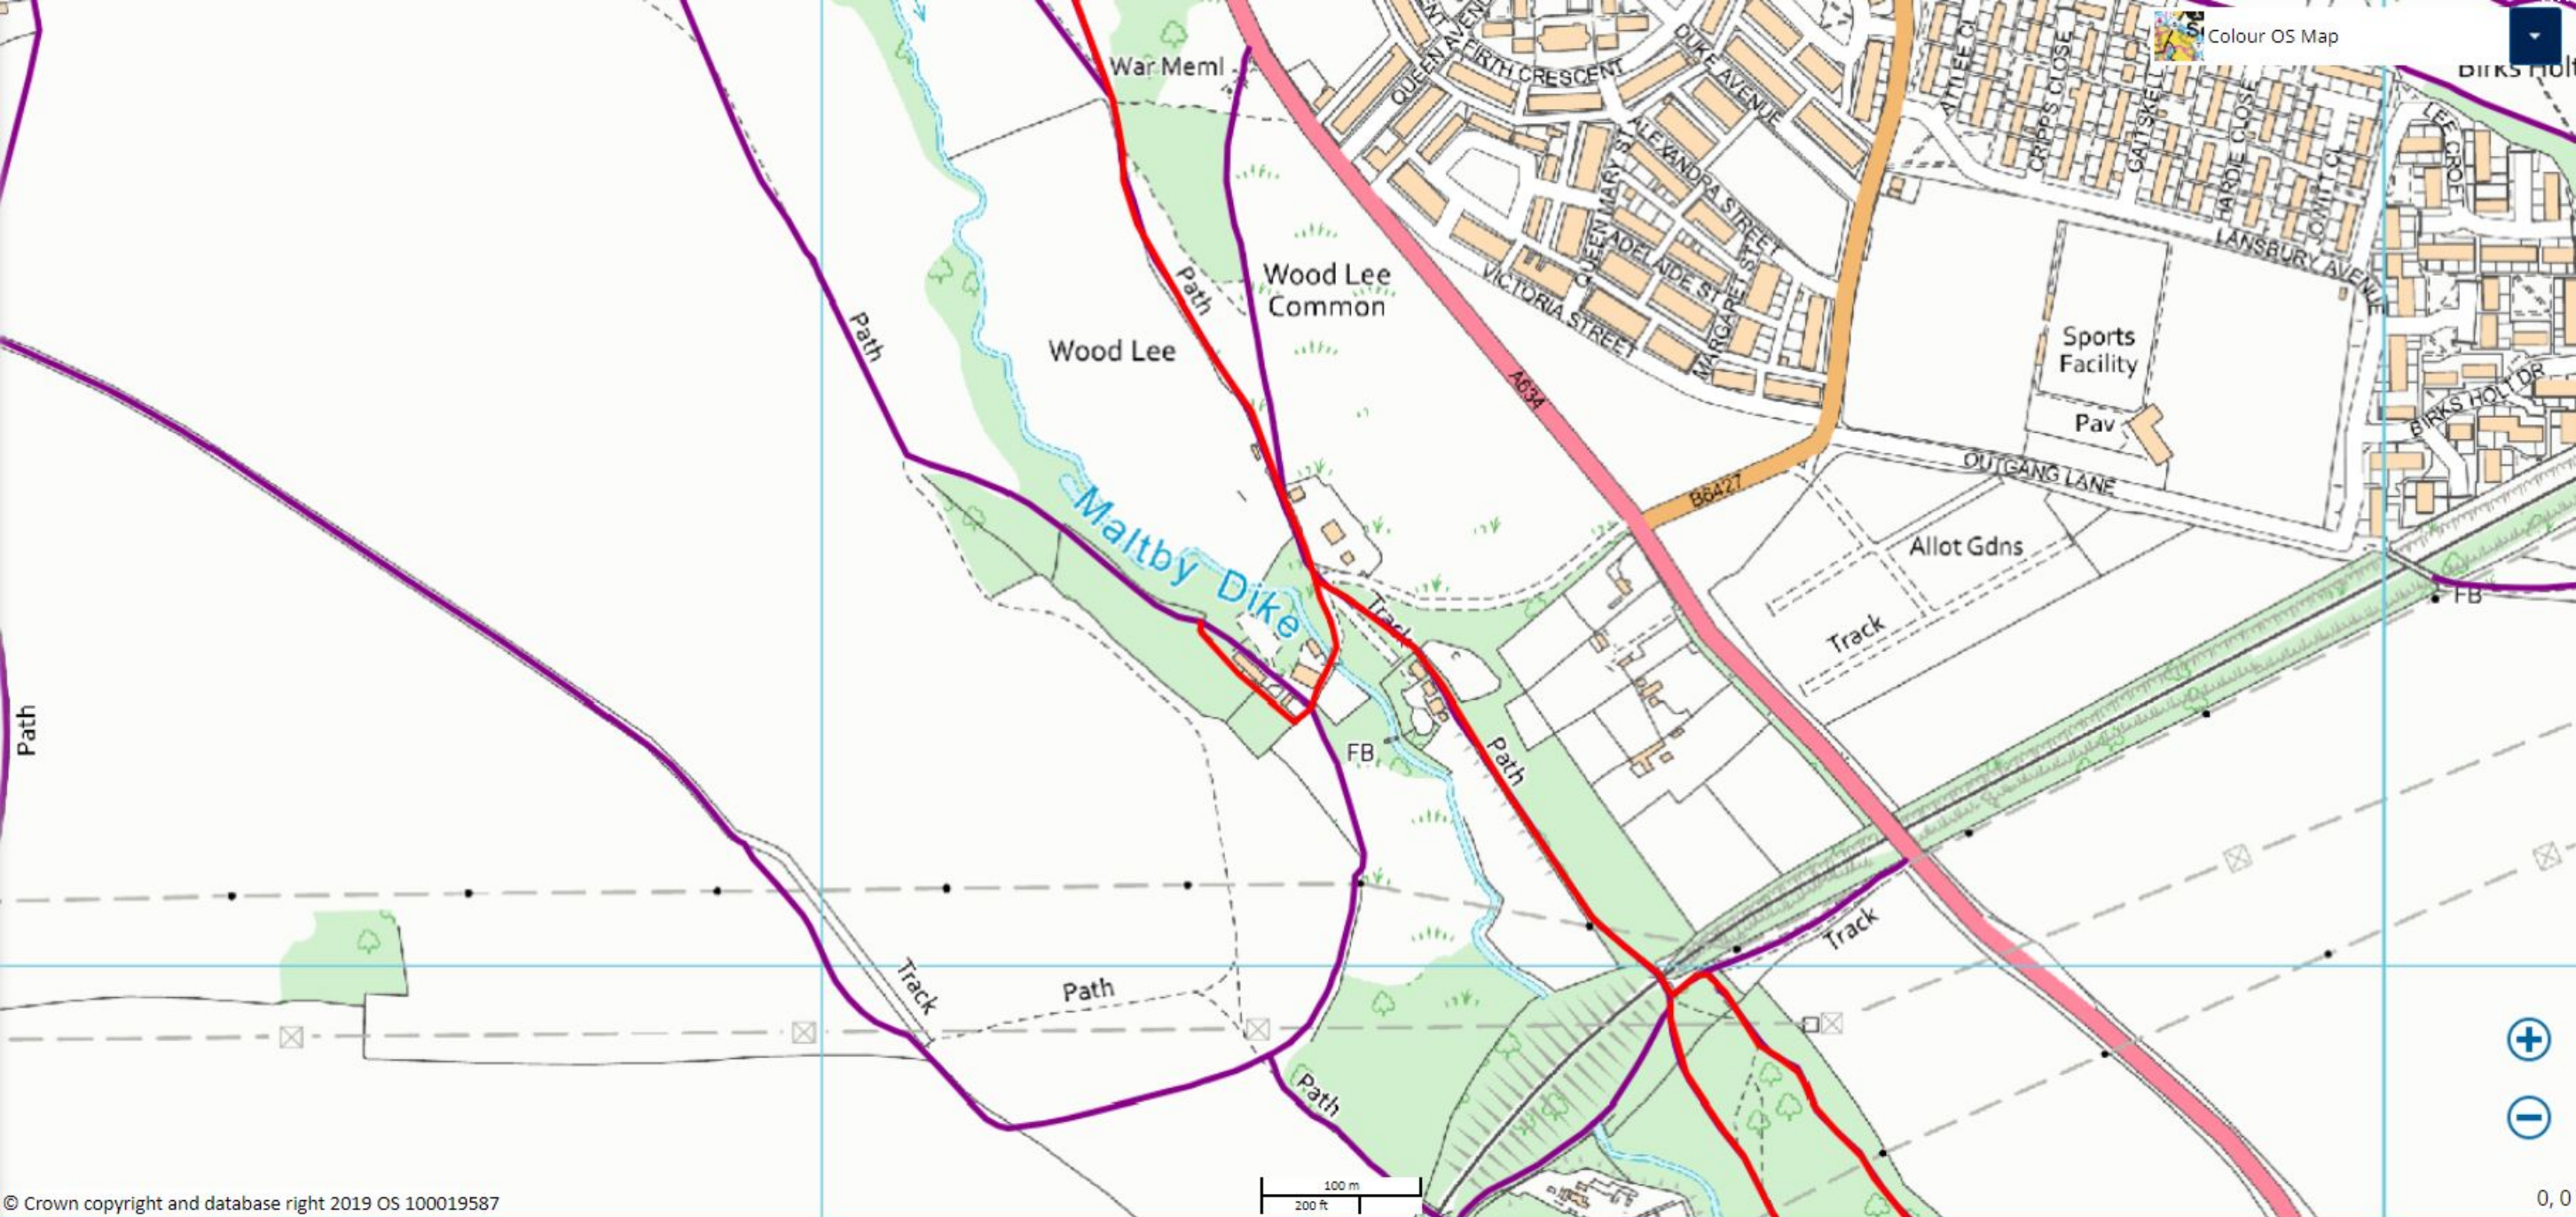 Colour OS Map
Birks Holt
War Meml
QUEEN AVENUE
FIRTH CRESCENT
DUKE AVENUE
ATTLEE CL
CRIPPS CLOSE
GAITSKELL
HARDIE CLOSE
JOWITT CL
LEE CROFT
QUEEN MARY ST
ALEXANDRA STREET
ADELAIDE ST
MARGARET ST
VICTORIA STREET
LANSBURY AVENUE
Path
Wood Lee
Common
Path
Wood Lee
A634
Sports
Facility
Pav
BIRKS HOLT DR
B6427
OUTGANG LANE
Allot Gdns
Maltby Dike
Track
Track
FB
Path
FB
Path
Track
Track
Path
Path
100 m
200 ft
© Crown copyright and database right 2019 OS 100019587
0, 0